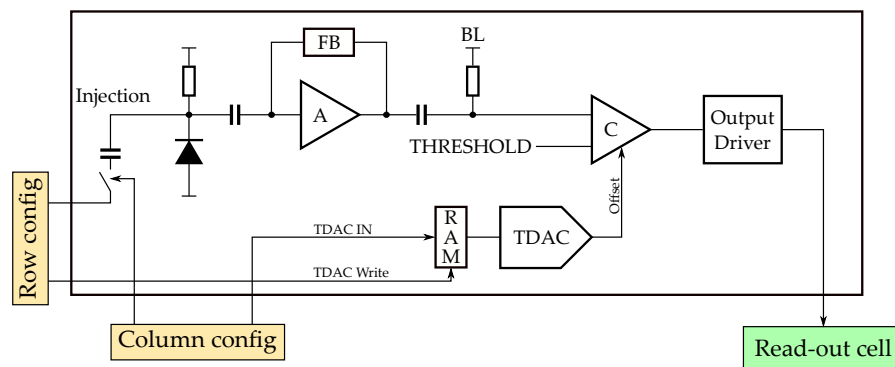 FB
BL
Injection
A
C
Output
Driver
THRESHOLD
Row config
Offset
TDAC IN
R
A
M
TDAC
TDAC Write
Column config
Read-out cell